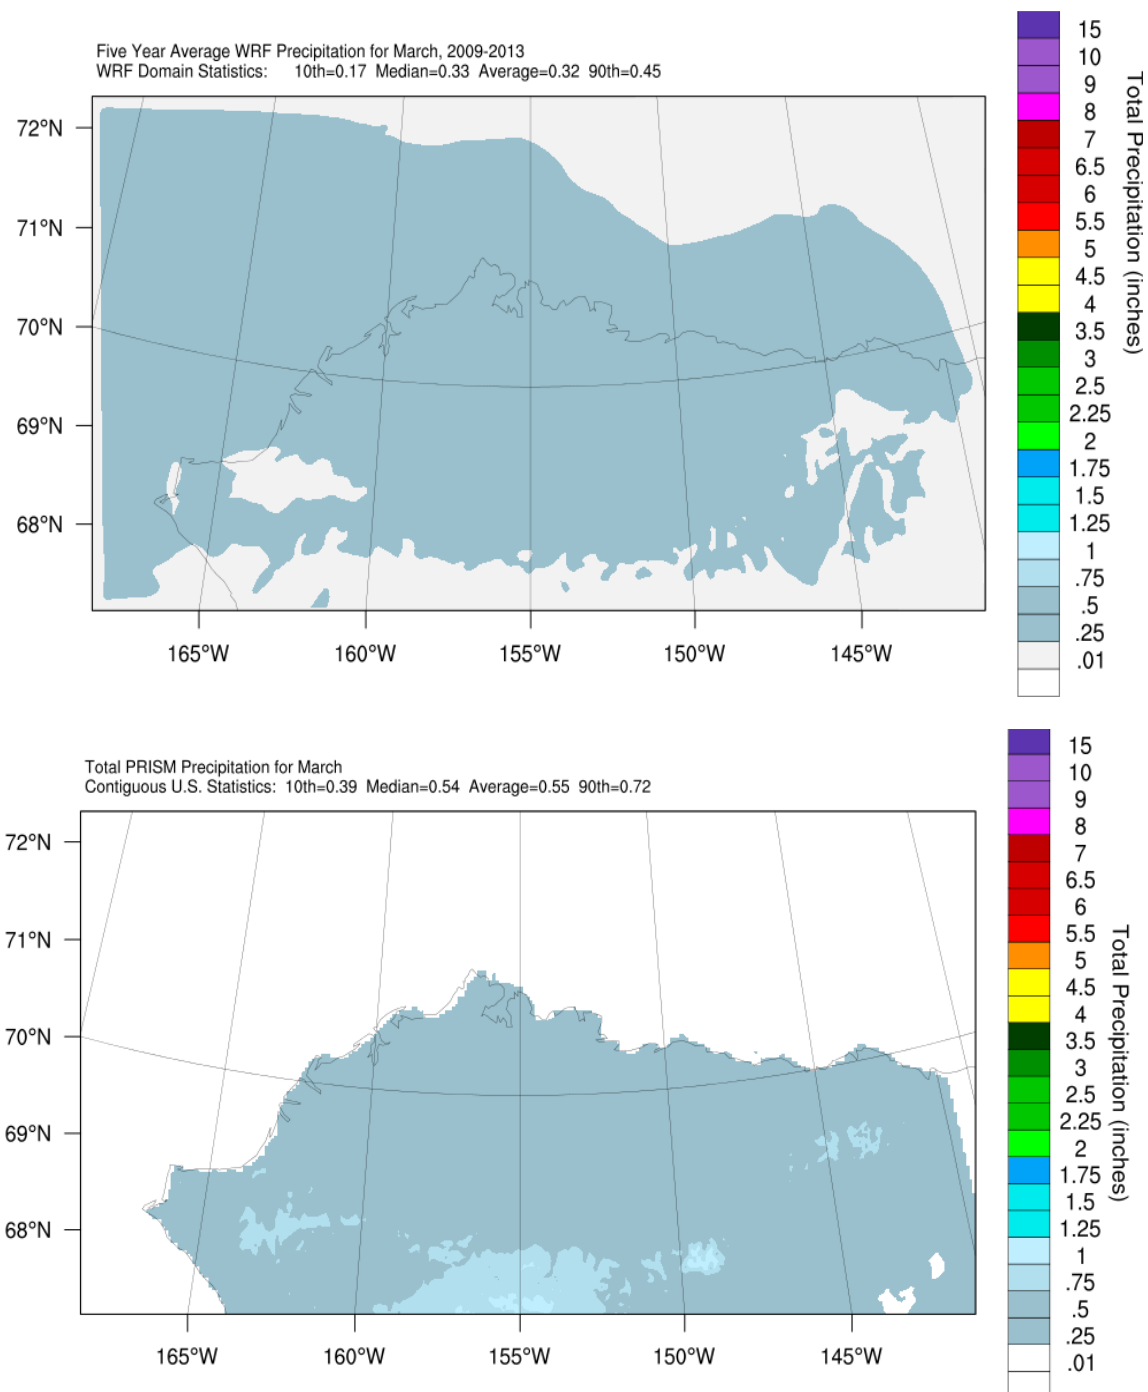 Five Year Average WRF Precipitation for March, 2009-2013
WRF Domain Statistics: 10th=0.17 Median=0.33 Average=0.32 90th=0.45
72°N
71°N
70°N
69°N
68°N
165°W 160°W 155°W 150°W 145°W
15
10
9
8
7
6.5
6
5.5
5
4.5
4
3.5
3
2.5
2.25
2
1.75
1.5
1.25
1
.75
.5
.25
.01
Total Precipitation (inches)
Total PRISM Precipitation for March
Contiguous U.S. Statistics: 10th=0.39 Median=0.54 Average=0.55 90th=0.72
72°N
71°N
70°N
69°N
68°N
165°W 160°W 155°W 150°W 145°W
15
10
9
8
7
6.5
6
5.5
5
4.5
4
3.5
3
2.5
2.25
2
1.75
1.5
1.25
1
.75
.5
.25
.01
Total Precipitation (inches)